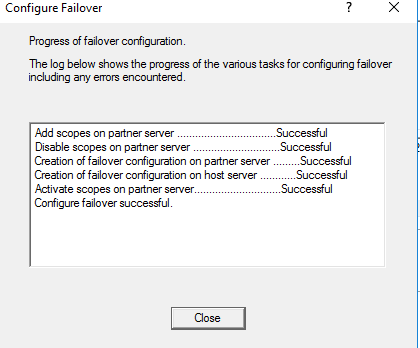 Configure Failover
?
Progress of failover configuration.
The log below shows the progress of the various tasks for configuring failover
including any errors encountered.
Add scopes on partner server .................................Successful
Disable scopes on partner server .............................Successful
Creation of failover configuration on partner server .........Successful
Creation of failover configuration on host server ............Successful
Activate scopes on partner server.............................Successful
Configure failover successful.
Close